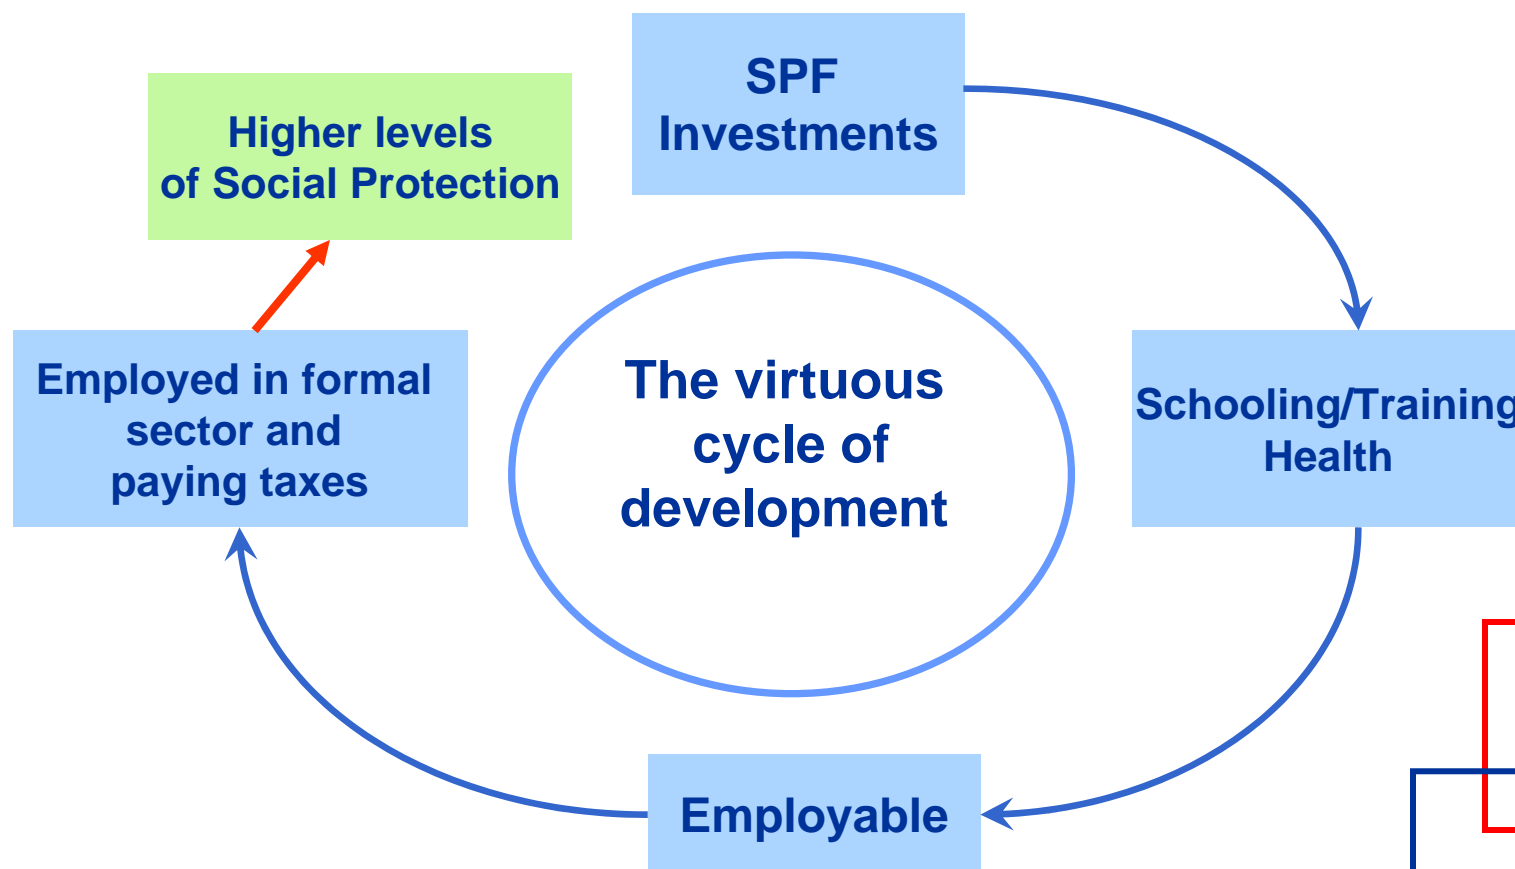 SPF
Investments
Higher levels
of Social Protection
Employed in formal
sector and
paying taxes
The virtuous
cycle of
development
Schooling/Training
Health
Employable